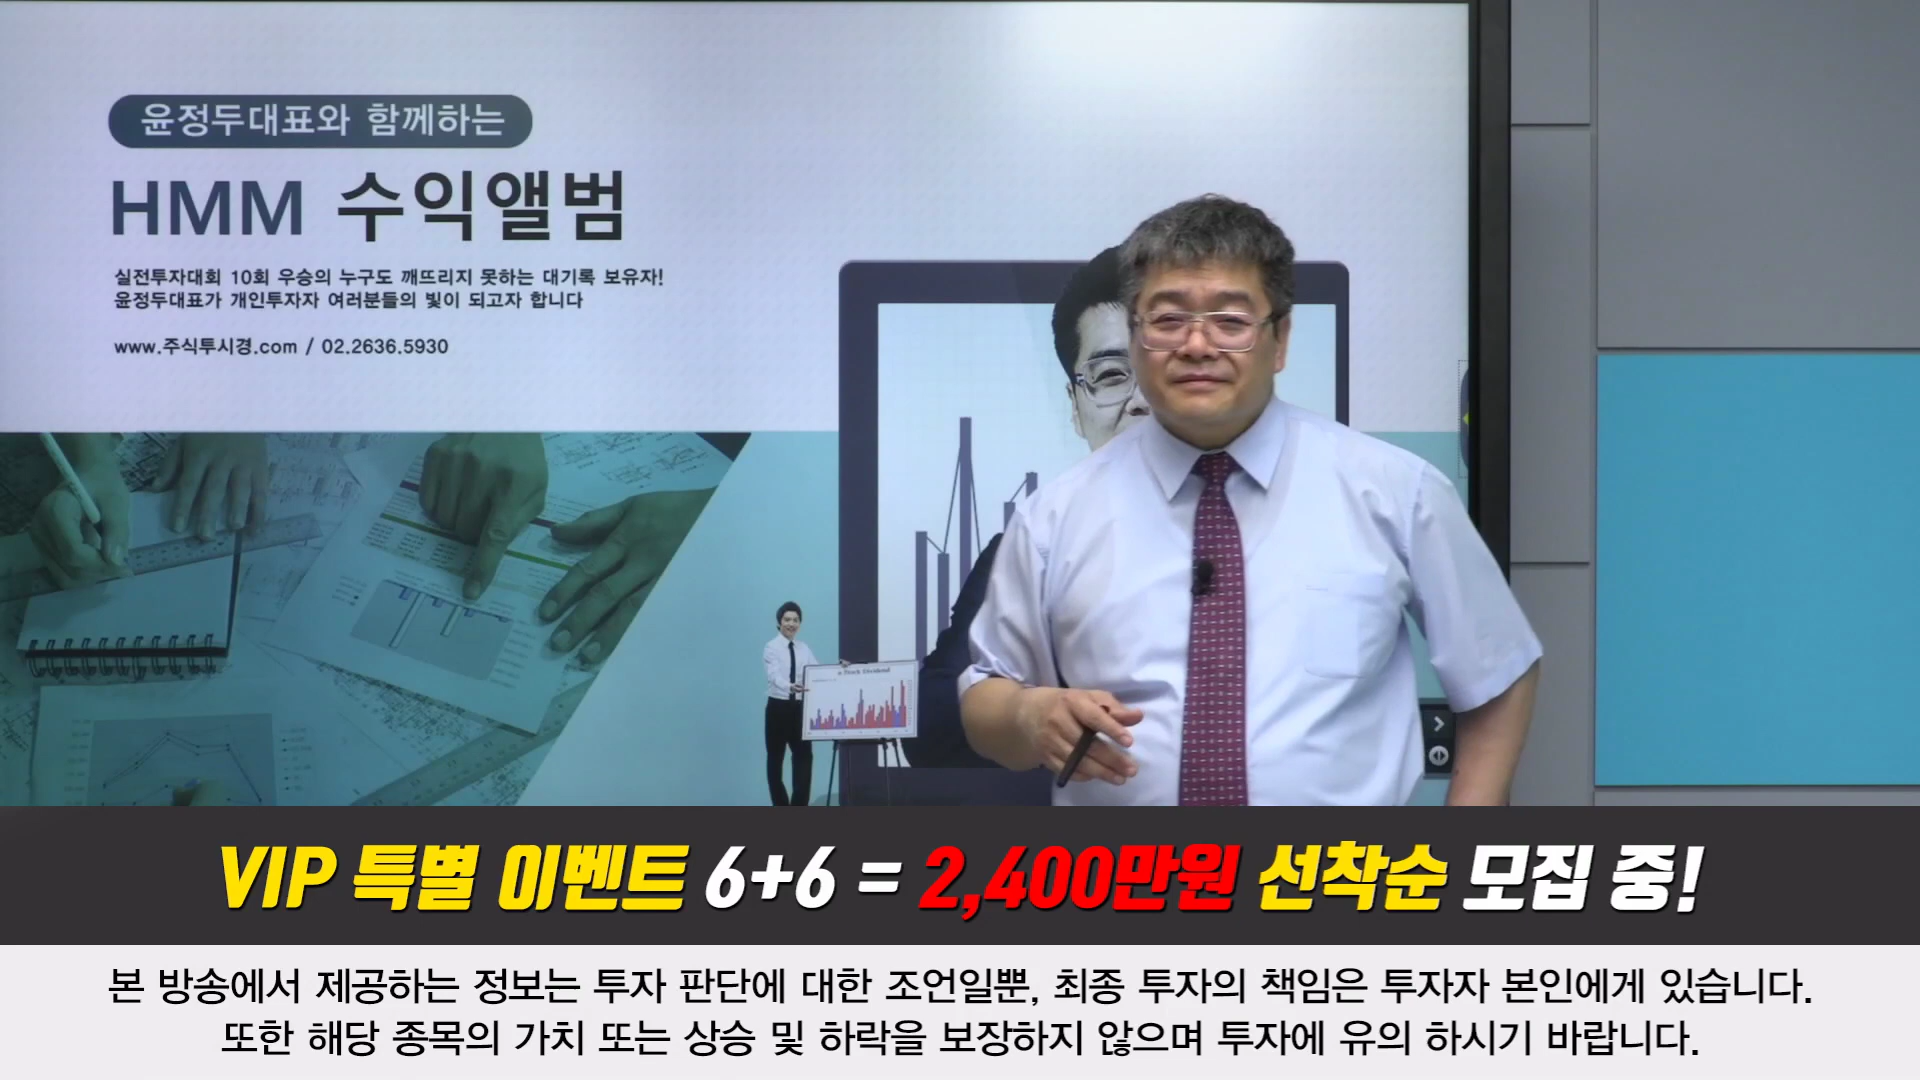 윤정두대표와 함께하는
HMM 수익앨범
실전투자대회 10회 우승의 누구도 깨뜨리지 못하는 대기록 보유자!
윤정두대표가 개인투자자 여러분들의 빛이 되고자 합니다
www.주식투시경.com / 02.2636.5930
VIP 특별 이벤트 6+6 = 2,400만원 선착순 모집 중!
본 방송에서 제공하는 정보는 투자 판단에 대한 조언일뿐, 최종 투자의 책임은 투자자 본인에게 있습니다.
또한 해당 종목의 가치 또는 상승 및 하락을 보장하지 않으며 투자에 유의 하시기 바랍니다.